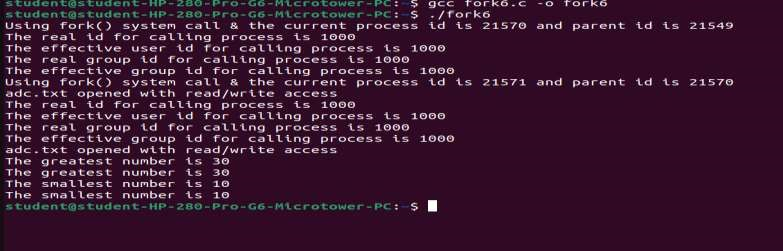 student@student-HP-280-Pro-G6-Microtower-PC:~$ gcc fork6.c -o fork6
student@student-HP-280-Pro-G6-Microtower-PC:~$ ./fork6
Using fork() system call & the current process id is 21570 and parent id is 21549
The real id for calling process is 1000
The effective user id for calling process is 1000
The real group id for calling process is 1000
The effective group id for calling process is 1000
Using fork() system call & the current process id is 21571 and parent id is 21570
adc.txt opened with read/write access
The real id for calling process is 1000
The effective user id for calling process is 1000
The real group id for calling process is 1000
The effective group id for calling process is 1000
adc.txt opened with read/write access
The greatest number is 30
The greatest number is 30
The smallest number is 10
The smallest number is 10
student@student-HP-280-Pro-G6-Microtower-PC:~$